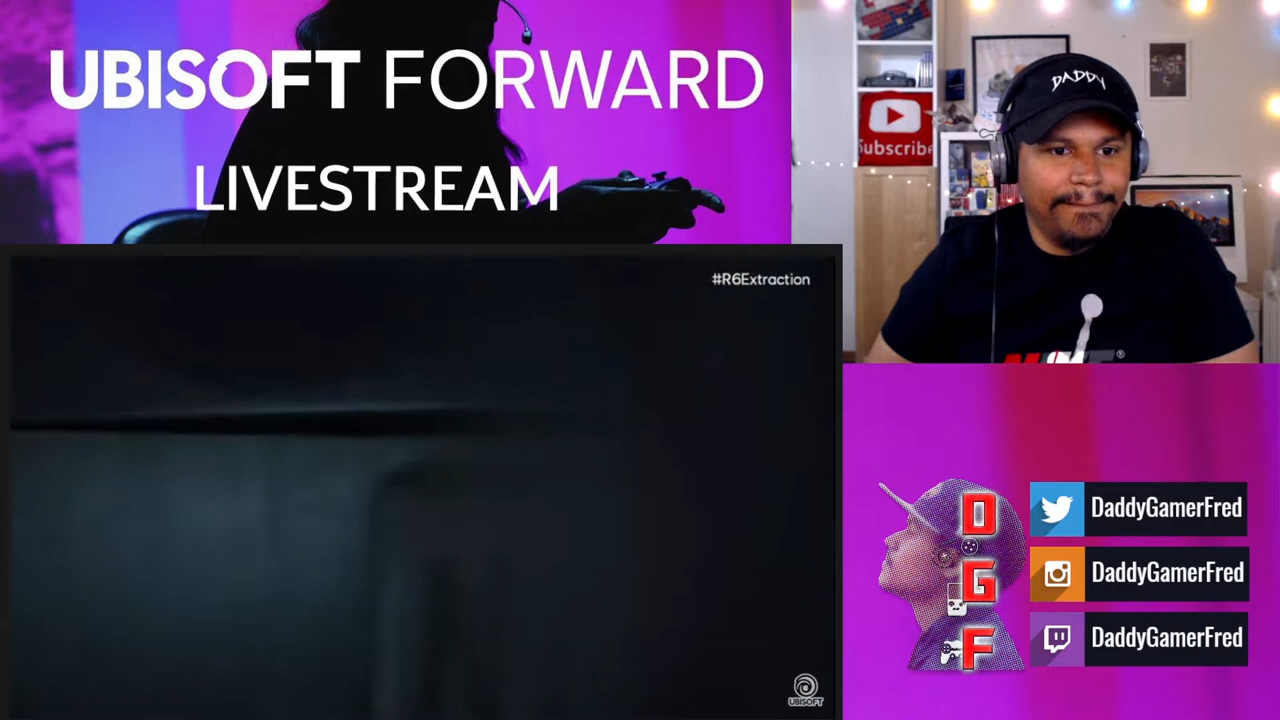 UBISOFT FORWARD
LIVESTREAM
DADDY
Subscribe
#R6Extraction
UBISOFT
D
G
F
DaddyGamerFred
DaddyGamerFred
DaddyGamerFred